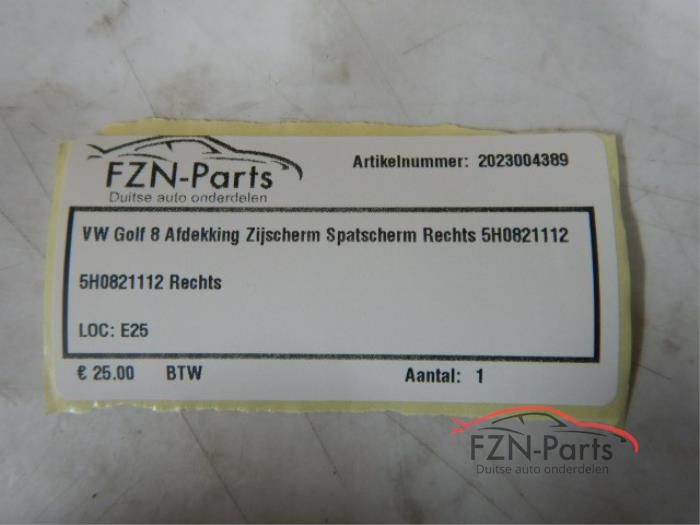 FZN-Parts
Duitse auto onderdelen
Artikelnummer: 2023004389
VW Golf 8 Afdekking Zijscherm Spatscherm Rechts 5H0821112
5H0821112 Rechts
LOC: E25
€ 25.00 BTW Aantal: 1
FZN-Parts
Duitse auto onderdelen